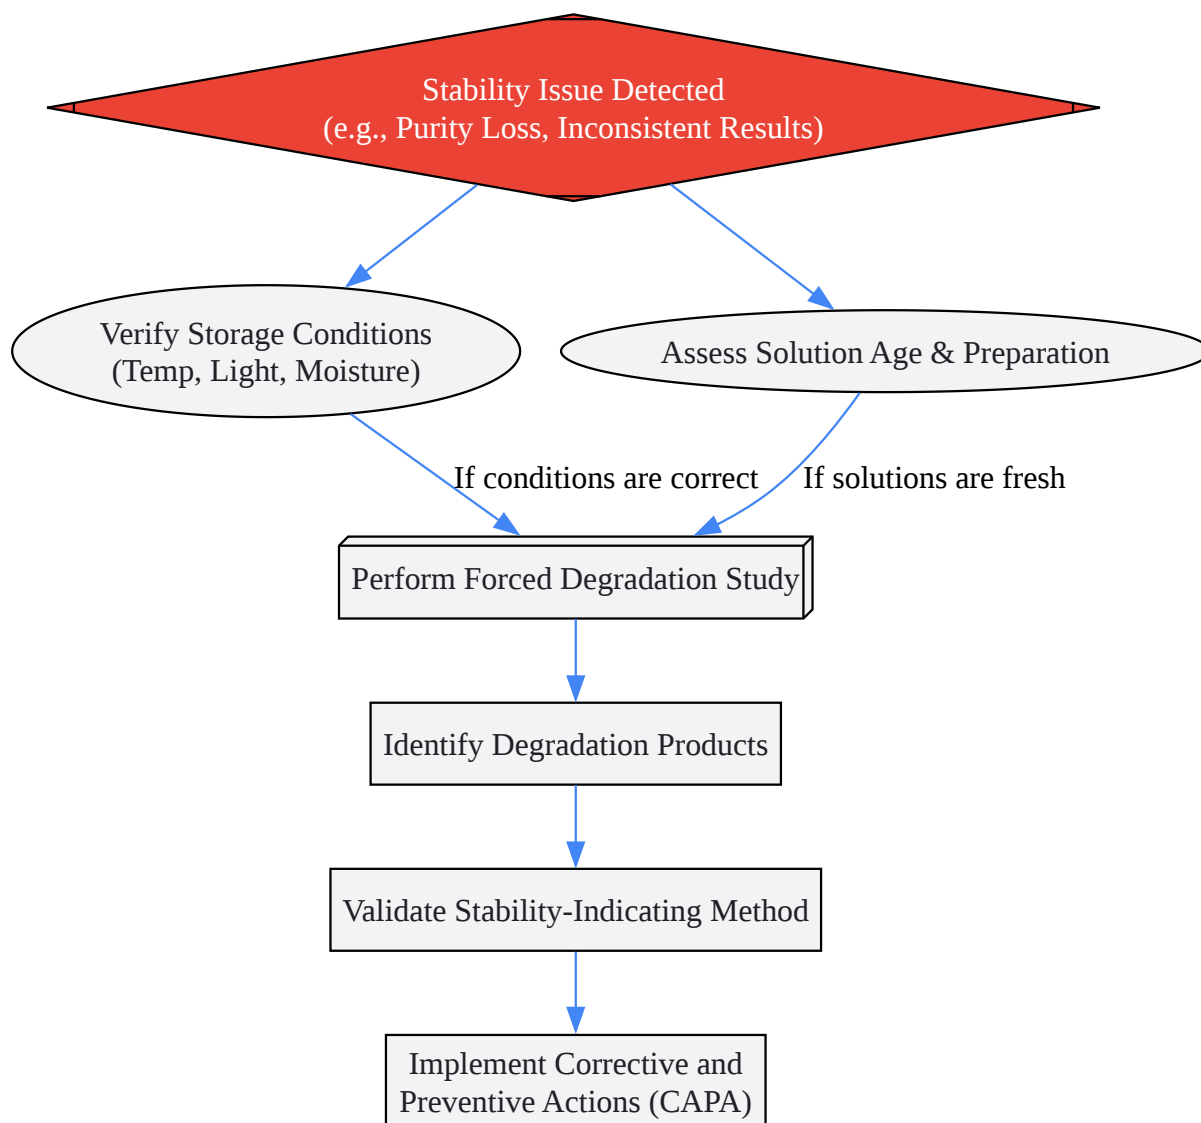 Stability Issue Detected
(e.g., Purity Loss, Inconsistent Results)
Verify Storage Conditions
(Temp, Light, Moisture)
Assess Solution Age & Preparation
If conditions are correct
If solutions are fresh
Perform Forced Degradation Study
Identify Degradation Products
Validate Stability-Indicating Method
Implement Corrective and
Preventive Actions (CAPA)